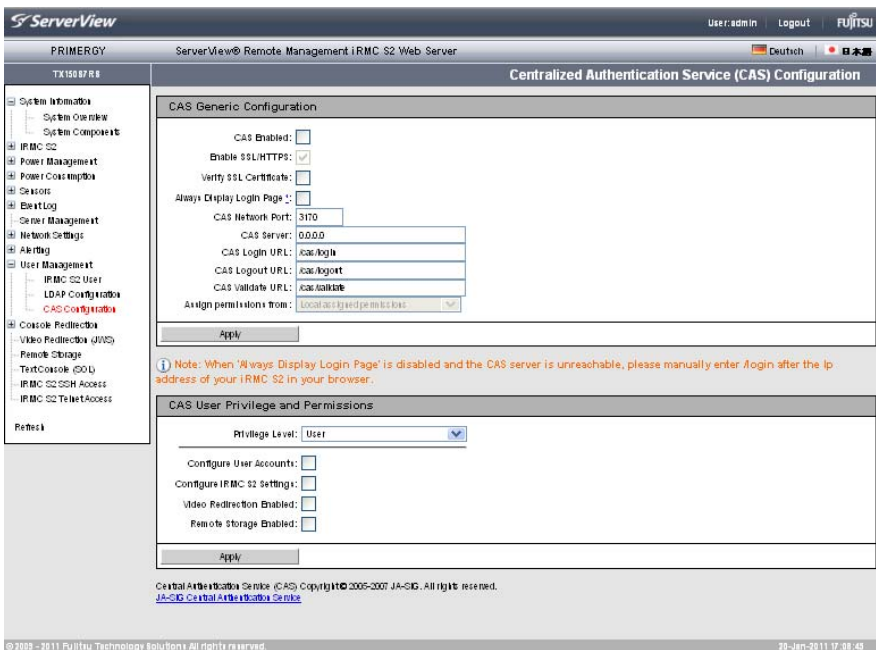 ServerView
User:admin Logout FUJITSU
PRIMERGY ServerView® Remote Management iRMC S2 Web Server Deutsch 日本語
Centralized Authentication Service (CAS) Configuration
System Information
System Overview
System Components
iRMC S2
Power Management
Power Consumption
Sensors
Event Log
Server Management
Network Settings
Alerting
User Management
iRMC S2 User
LDAP Configuration
CAS Configuration
Console Redirection
Video Redirection (JWS)
Remote Storage
Text Console (SOL)
iRMC S2 SSH Access
iRMC S2 Telnet Access
Refresh
CAS Generic Configuration
CAS Enabled:
Enable SSL/HTTPS:
Verify SSL Certificate:
Always Display Login Page *:
CAS Network Port: 3170
CAS Server: 0.0.0.0
CAS Login URL: /cas/login
CAS Logout URL: /cas/logout
CAS Validate URL: /cas/validate
Assign permissions from: Local assigned permissions
Apply
Note: When 'Always Display Login Page' is disabled and the CAS server is unreachable, please manually enter /login after the Ip
address of your iRMC S2 in your browser.
CAS User Privilege and Permissions
Privilege Level: User
Configure User Accounts:
Configure iRMC S2 Settings:
Video Redirection Enabled:
Remote Storage Enabled:
Apply
Central Authentication Service (CAS) Copyright © 2005-2007 JA-SIG. All rights reserved.
JA-SIG Central Authentication Service
© 2009 - 2011 Fujitsu Technology Solutions All rights reserved. 20-Jan-2011 17:08:43